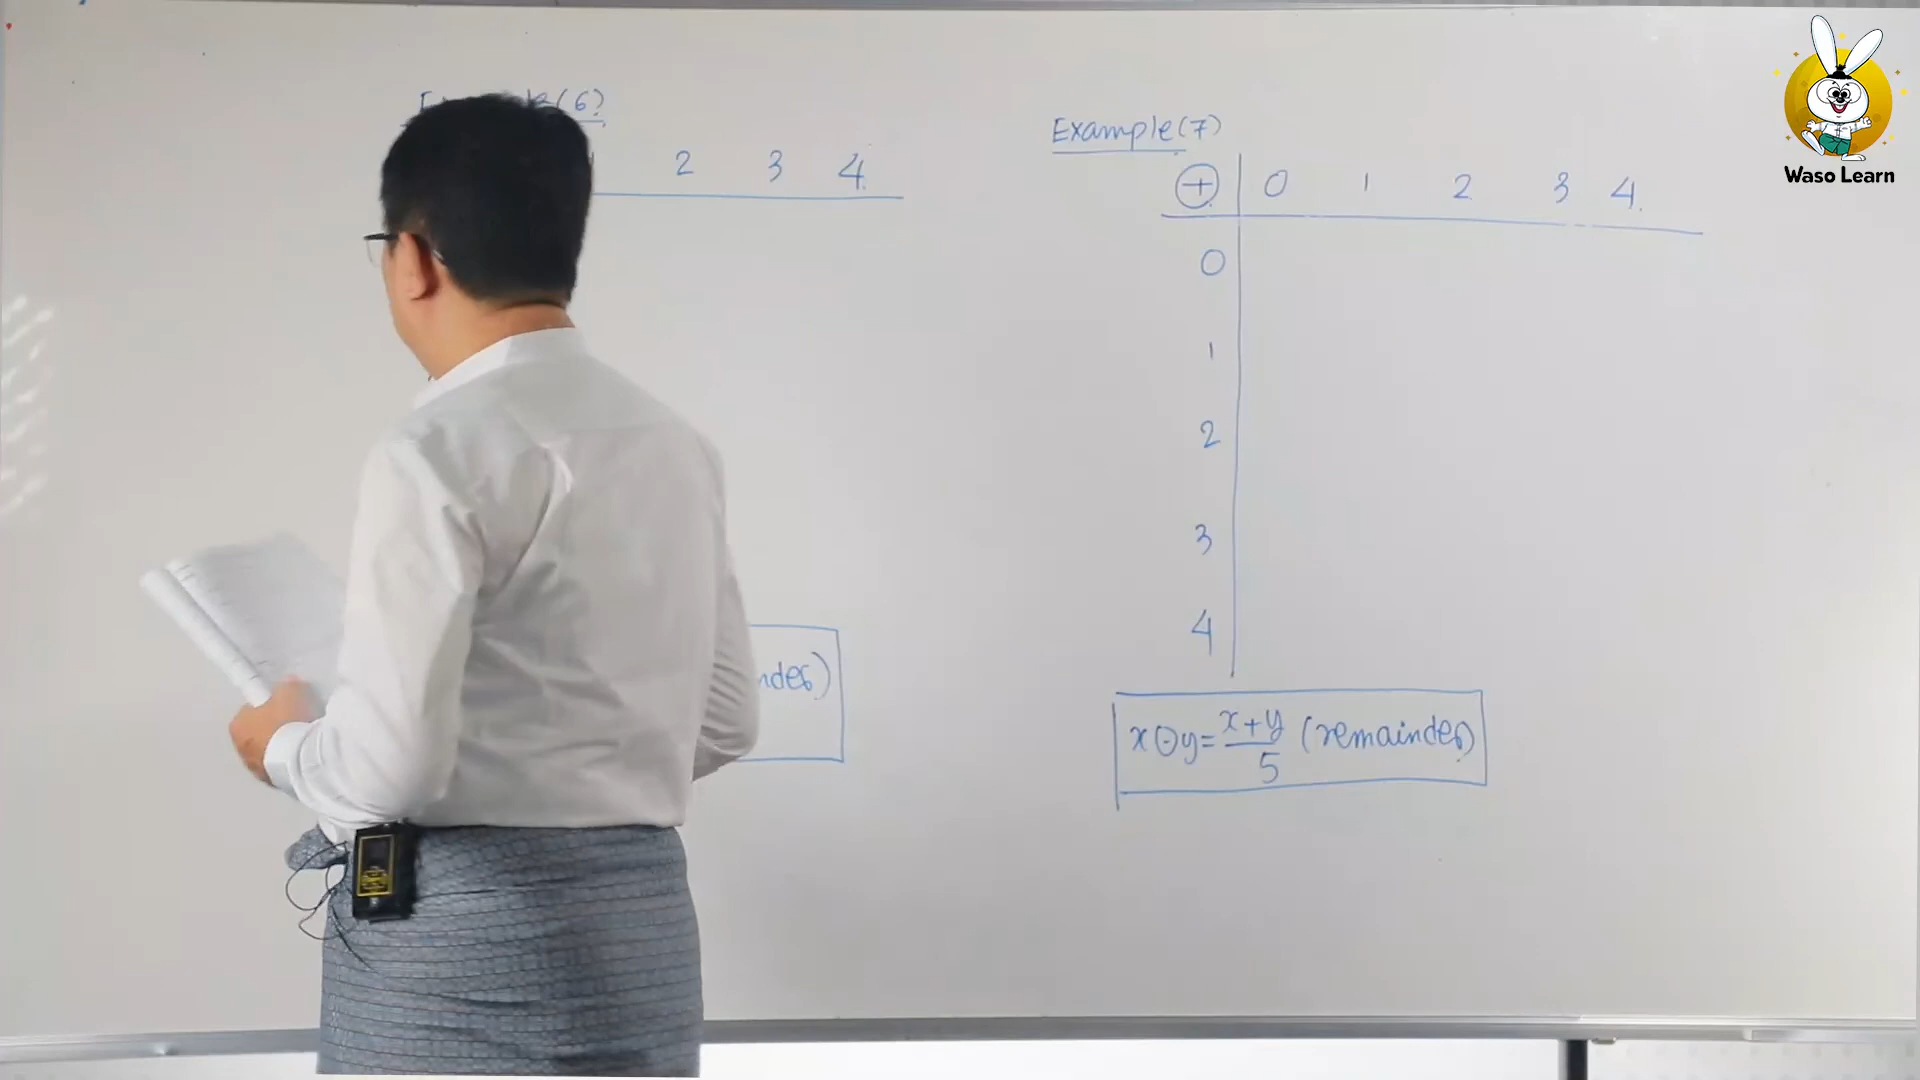 (6)
2 3 4
nder)
Example (7)
⊕ 0 1 2 3 4
0
1
2
3
4
x⊙y = x+y/5 (remainder)
Waso Learn